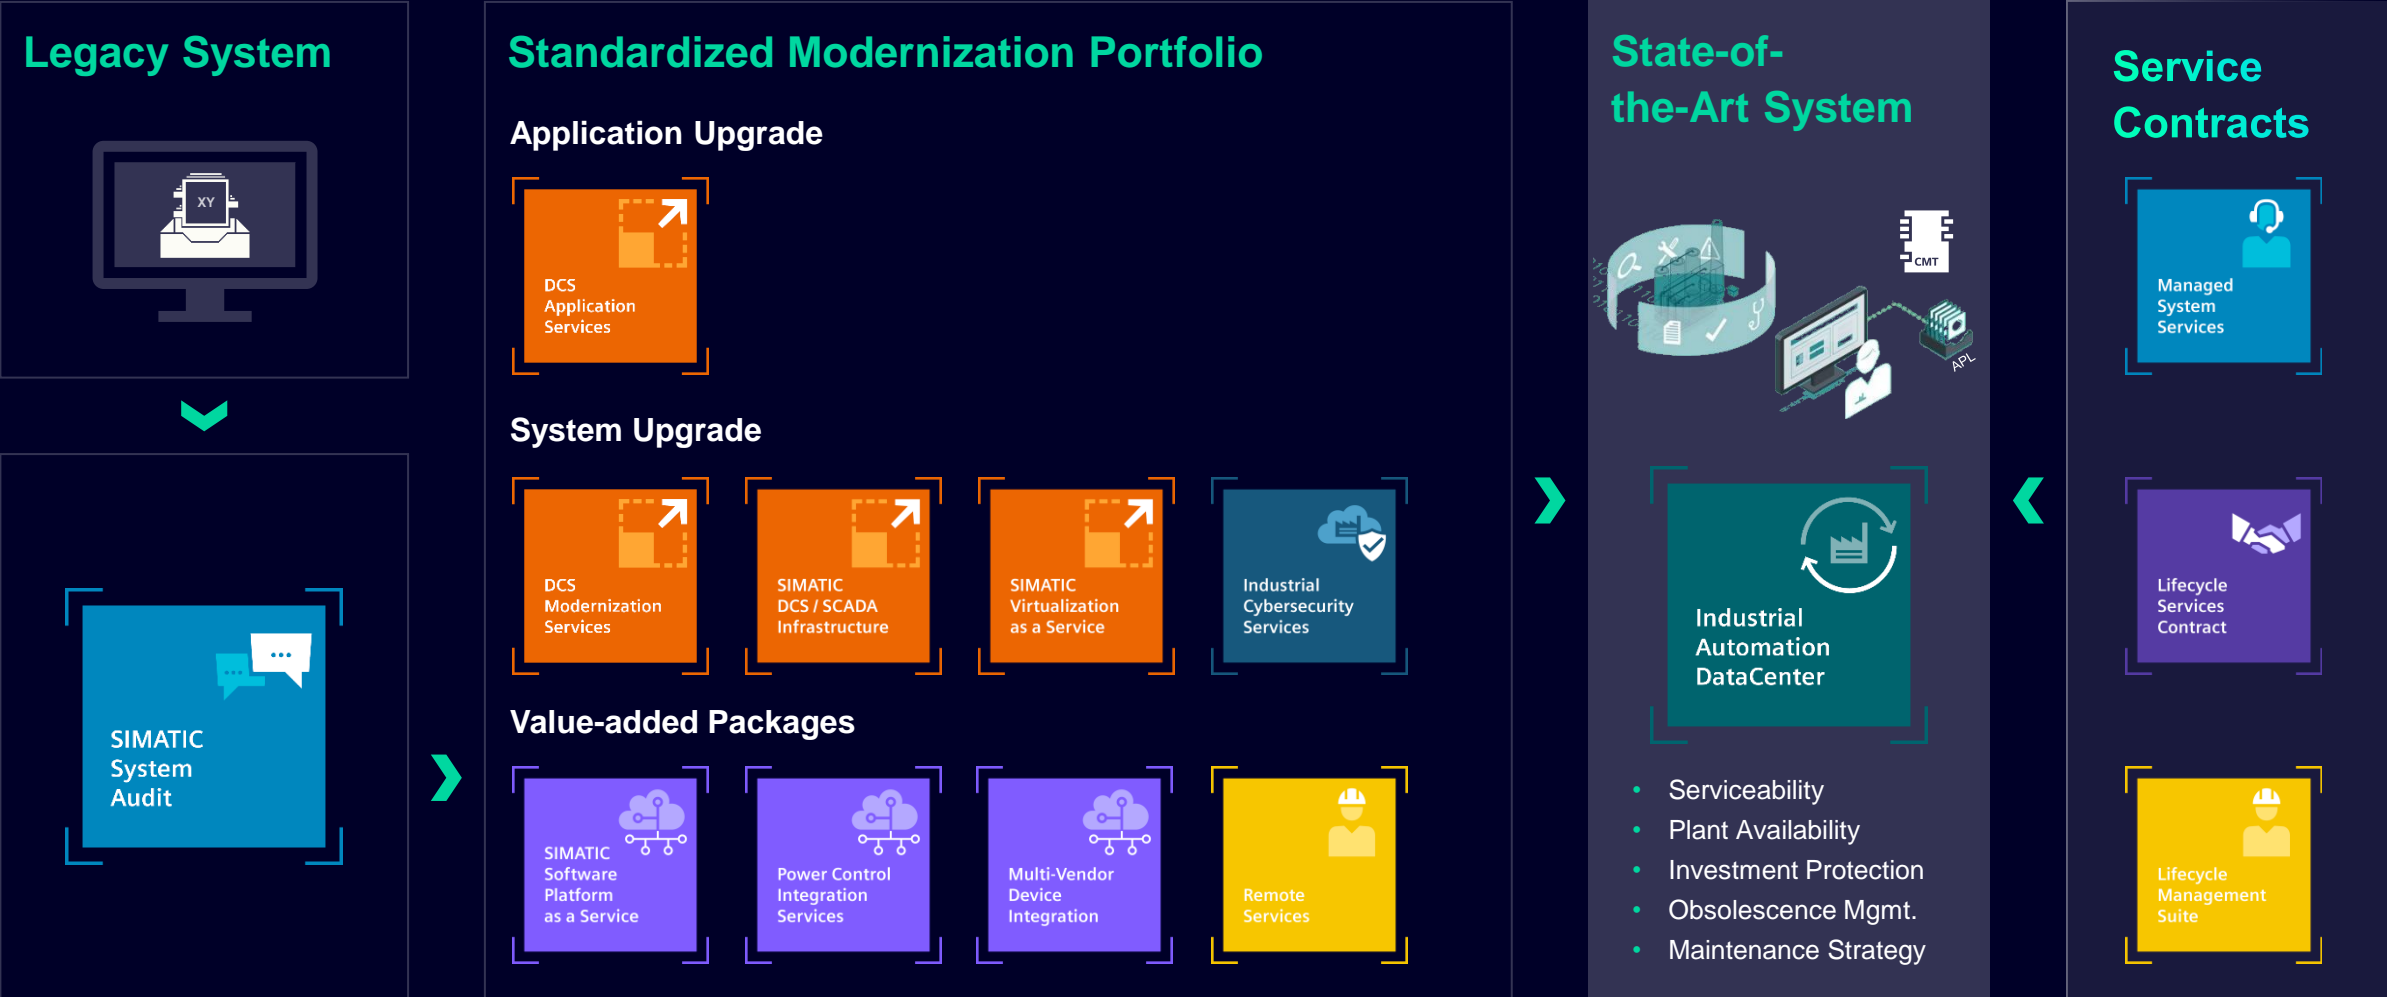 Legacy System
XY
SIMATIC
System
Audit
Standardized Modernization Portfolio
Application Upgrade
DCS
Application
Services
System Upgrade
DCS
Modernization
Services
SIMATIC
DCS / SCADA
Infrastructure
SIMATIC
Virtualization
as a Service
Industrial
Cybersecurity
Services
Value-added Packages
SIMATIC
Software
Platform
as a Service
Power Control
Integration
Services
Multi-Vendor
Device
Integration
Remote
Services
State-of-
the-Art System
CMT
APL
Industrial
Automation
DataCenter
• Serviceability
• Plant Availability
• Investment Protection
• Obsolescence Mgmt.
• Maintenance Strategy
Service
Contracts
Managed
System
Services
Lifecycle
Services
Contract
Lifecycle
Management
Suite